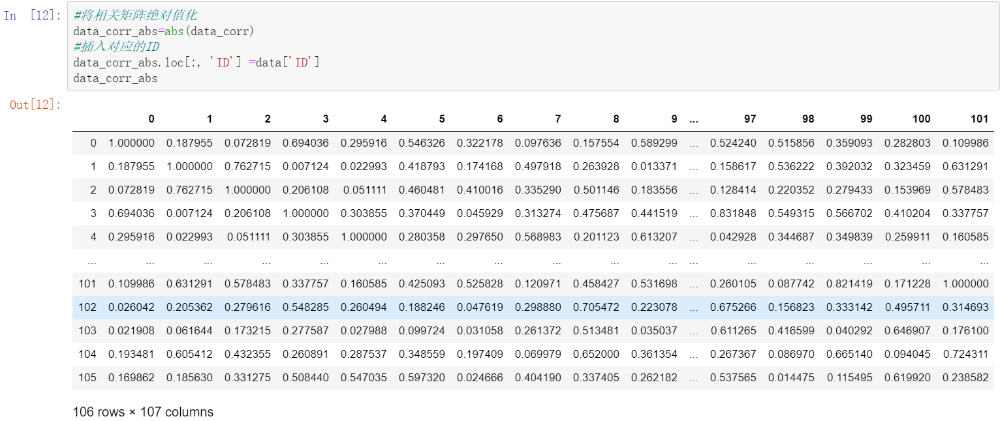 In [12]:
#将相关矩阵绝对值化
data_corr_abs=abs(data_corr)
#插入对应的ID
data_corr_abs.loc[:, 'ID'] =data['ID']
data_corr_abs
Out[12]:
0 1 2 3 4 5 6 7 8 9 ... 97 98 99 100 101
0 1.000000 0.187955 0.072819 0.694036 0.295916 0.546326 0.322178 0.097636 0.157554 0.589299 ... 0.524240 0.515856 0.359093 0.282803 0.109986
1 0.187955 1.000000 0.762715 0.007124 0.022993 0.418793 0.174168 0.497918 0.263928 0.013371 ... 0.158617 0.536222 0.392032 0.323459 0.631291
2 0.072819 0.762715 1.000000 0.206108 0.051111 0.460481 0.410016 0.335290 0.501146 0.183556 ... 0.128414 0.220352 0.279433 0.153969 0.578483
3 0.694036 0.007124 0.206108 1.000000 0.303855 0.370449 0.045929 0.313274 0.475687 0.441519 ... 0.831848 0.549315 0.566702 0.410204 0.337757
4 0.295916 0.022993 0.051111 0.303855 1.000000 0.280358 0.297650 0.568983 0.201123 0.613207 ... 0.042928 0.344687 0.349839 0.259911 0.160585
... ... ... ... ... ... ... ... ... ... ... ... ... ... ... ... ...
101 0.109986 0.631291 0.578483 0.337757 0.160585 0.425093 0.525828 0.120971 0.458427 0.531698 ... 0.260105 0.087742 0.821419 0.171228 1.000000
102 0.026042 0.205362 0.279616 0.548285 0.260494 0.188246 0.047619 0.298880 0.705472 0.223078 ... 0.675266 0.156823 0.333142 0.495711 0.314693
103 0.021908 0.061644 0.173215 0.277587 0.027988 0.099724 0.031058 0.261372 0.513481 0.035037 ... 0.611265 0.416599 0.040292 0.646907 0.176100
104 0.193481 0.605412 0.432355 0.260891 0.287537 0.348559 0.197409 0.069979 0.652000 0.361354 ... 0.267367 0.086970 0.665140 0.094045 0.724311
105 0.169862 0.185630 0.331275 0.508440 0.547035 0.597320 0.024666 0.404190 0.337405 0.262182 ... 0.537565 0.014475 0.115495 0.619920 0.238582
106 rows × 107 columns